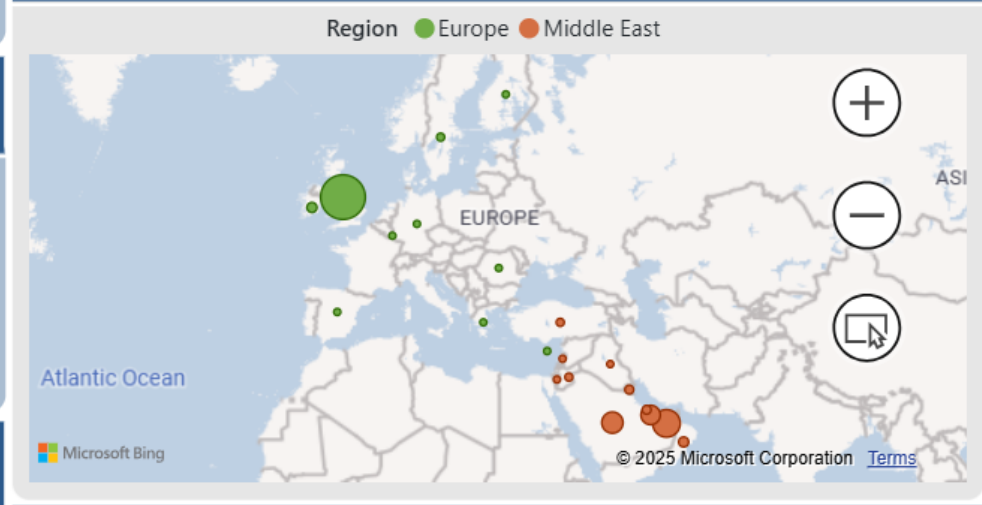 Region Europe Middle East
ASI
EUROPE
Atlantic Ocean
Microsoft Bing
© 2025 Microsoft Corporation Terms